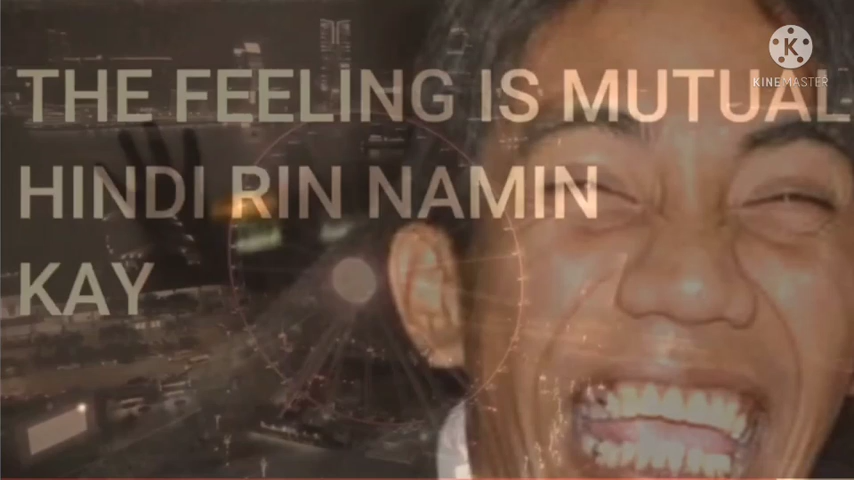 THE FEELING IS MUTUAL
HINDI RIN NAMIN
KAY
K
KINEMASTER